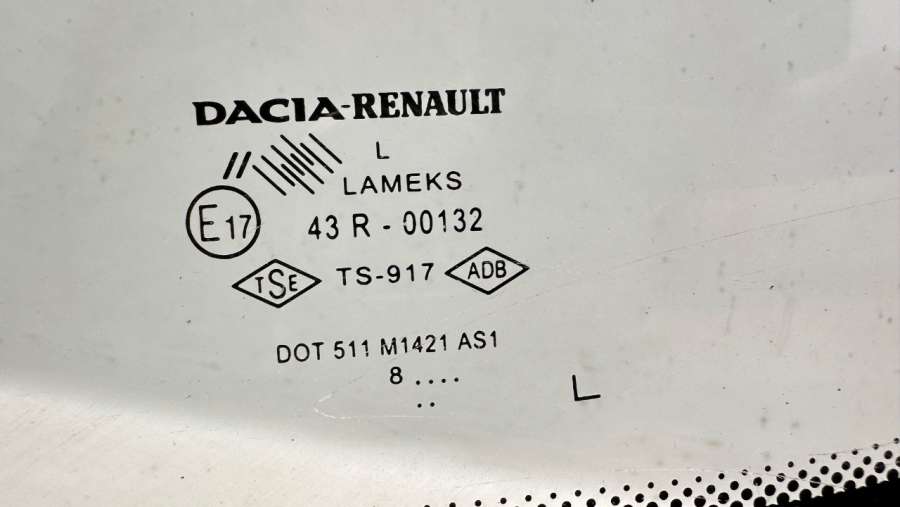 DACIA-RENAULT
L
LAMEKS
E17 43 R - 00132
TSE TS-917 ADB
DOT 511 M1421 AS1
8 ....
..
L